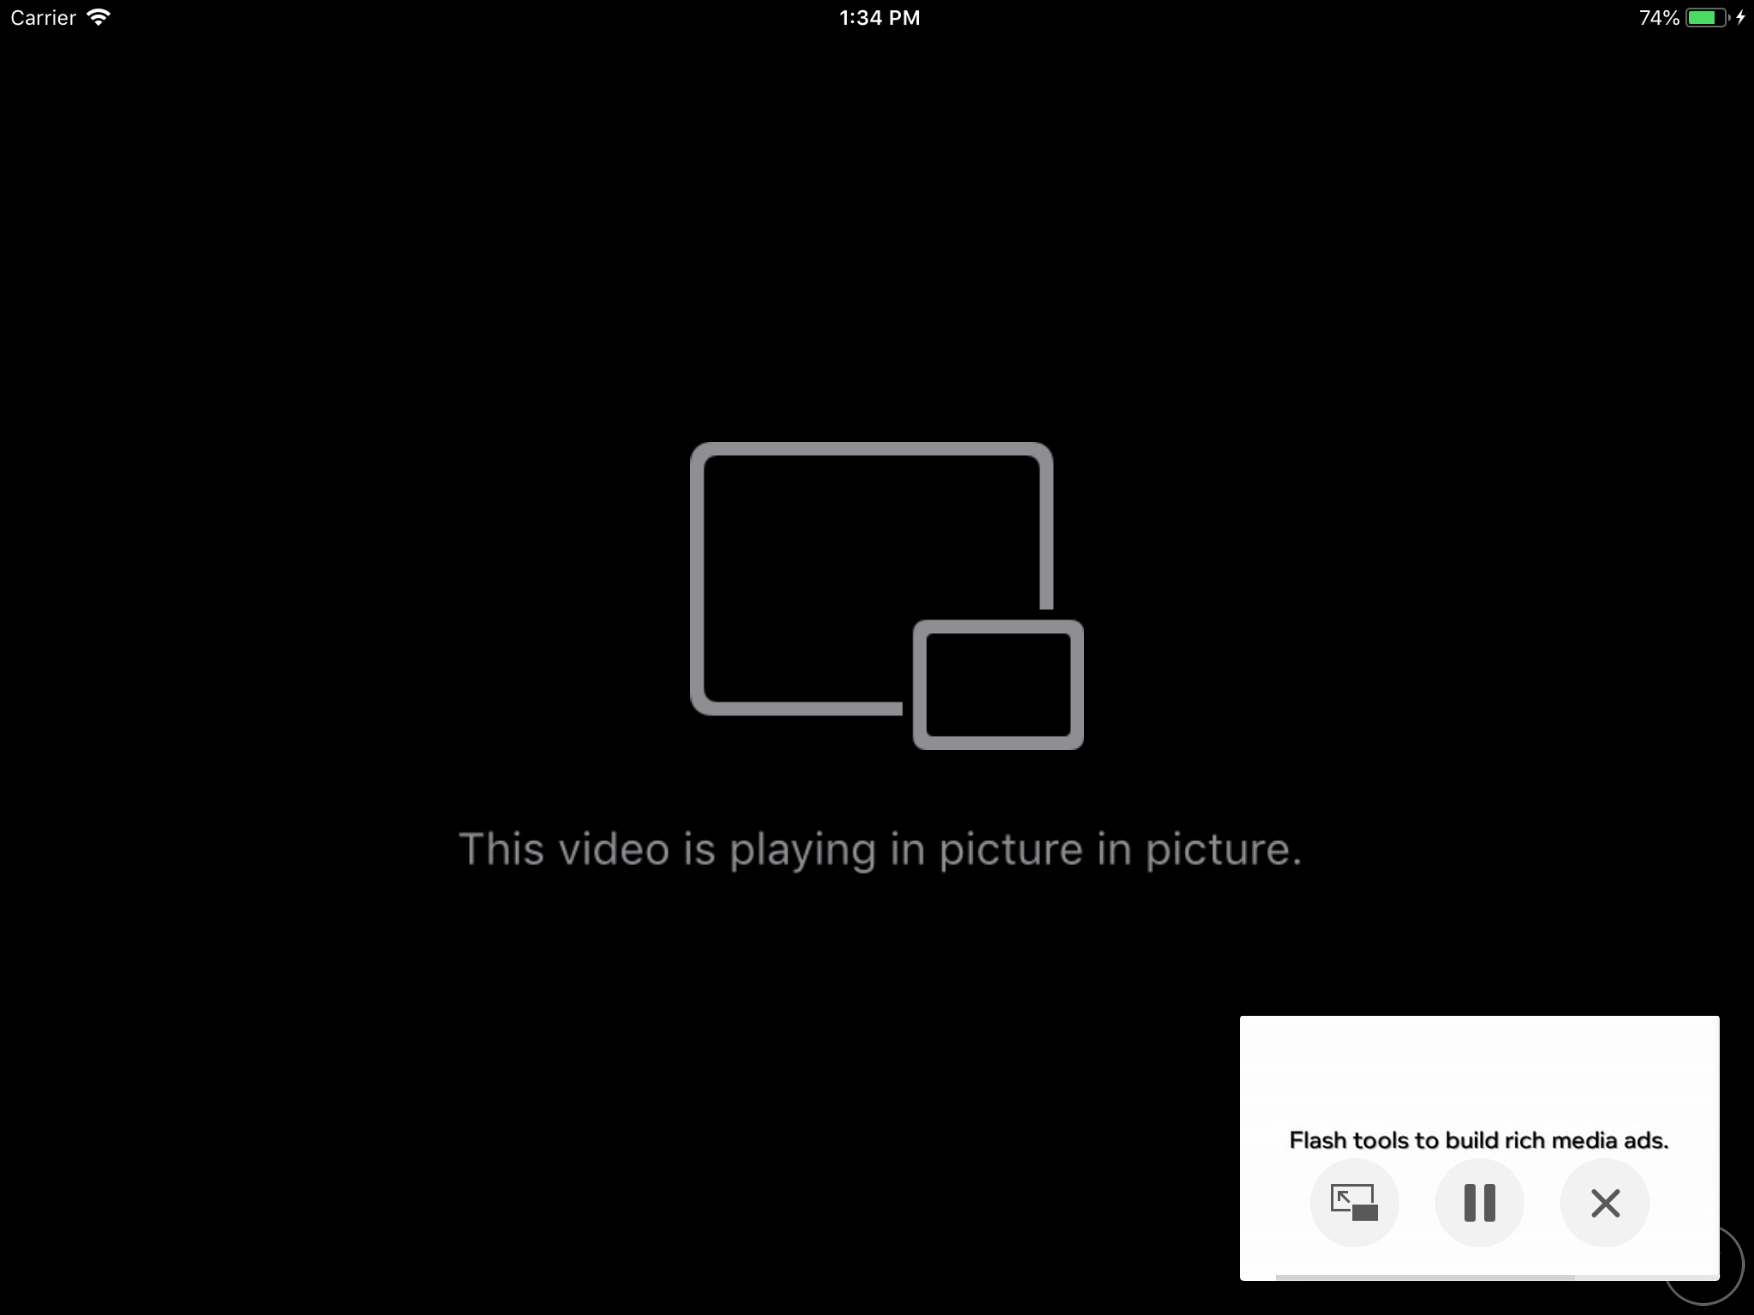 Carrier
1:34 PM
74%
This video is playing in picture in picture.
Flash tools to build rich media ads.